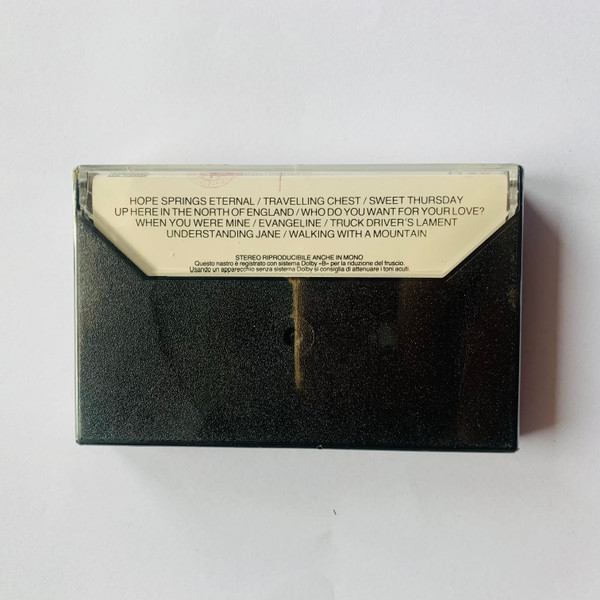 HOPE SPRINGS ETERNAL / TRAVELLING CHEST / SWEET THURSDAY
UP HERE IN THE NORTH OF ENGLAND / WHO DO YOU WANT FOR YOUR LOVE?
WHEN YOU WERE MINE / EVANGELINE / TRUCK DRIVER'S LAMENT
UNDERSTANDING JANE / WALKING WITH A MOUNTAIN
STEREO RIPRODUCIBILE ANCHE IN MONO
Questo nastro è registrato con sistema Dolby «B» per la riduzione del fruscio.
Usando un apparecchio senza sistema Dolby si consiglia di attenuare i toni acuti.